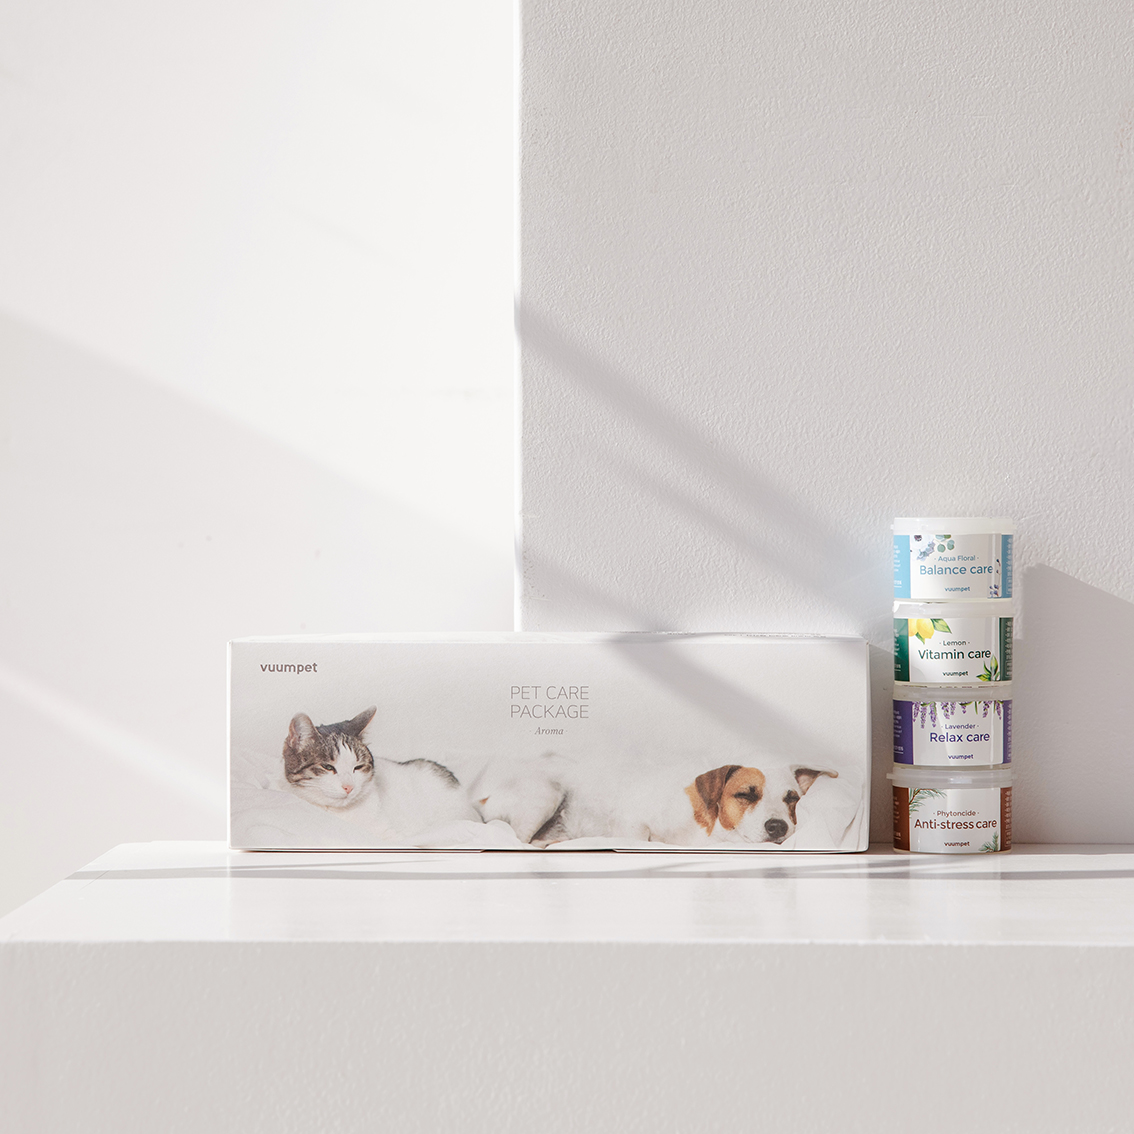 vuumpet
PET CARE
PACKAGE
Aroma
· Aqua Floral ·
Balance care
vuumpet
· Lemon ·
Vitamin care
vuumpet
· Lavender ·
Relax care
vuumpet
· Phytoncide ·
Anti-stress care
vuumpet